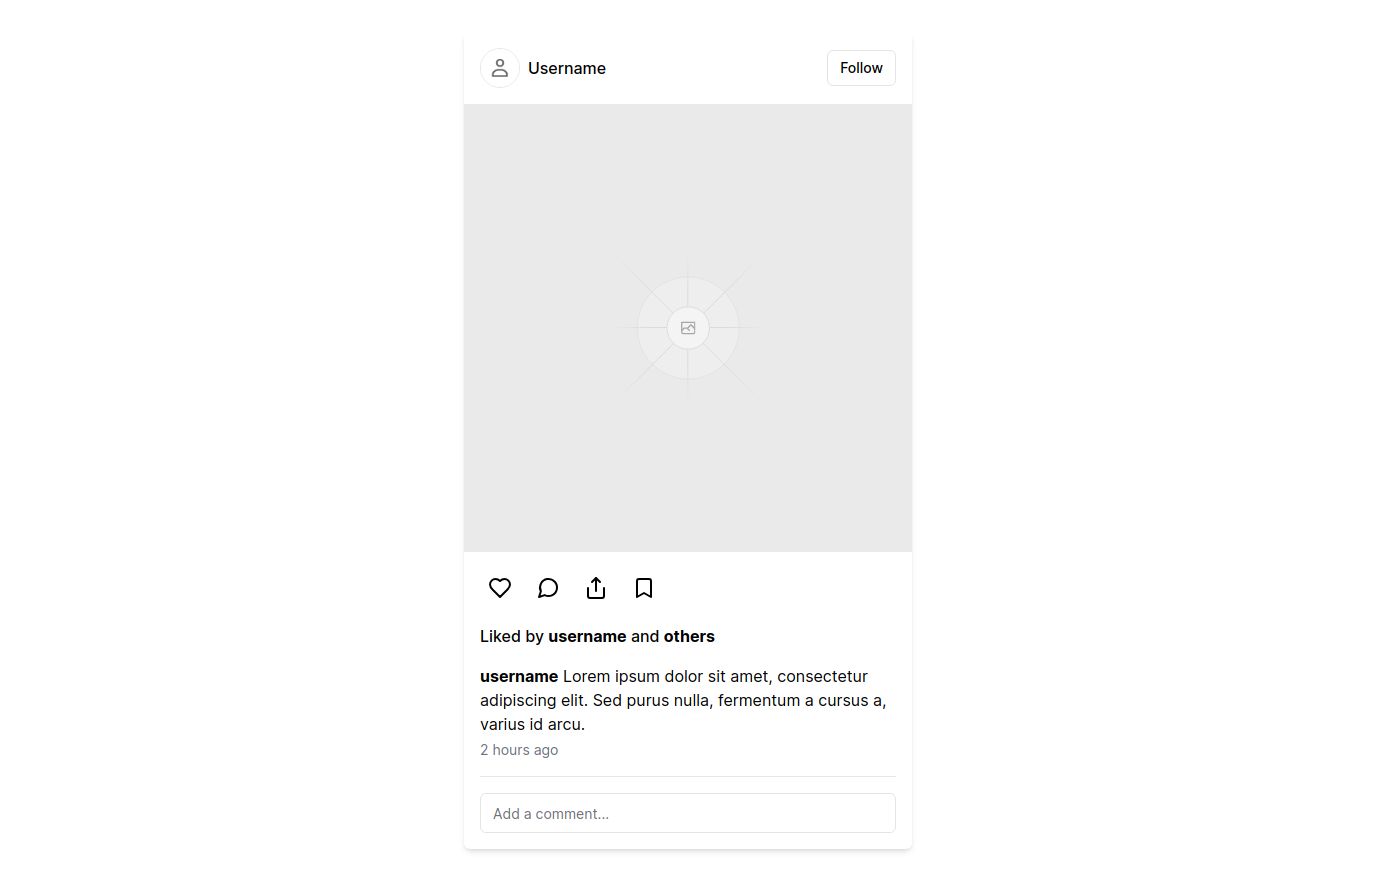 Username
Follow
Liked by username and others
username Lorem ipsum dolor sit amet, consectetur
adipiscing elit. Sed purus nulla, fermentum a cursus a,
varius id arcu.
2 hours ago
Add a comment...